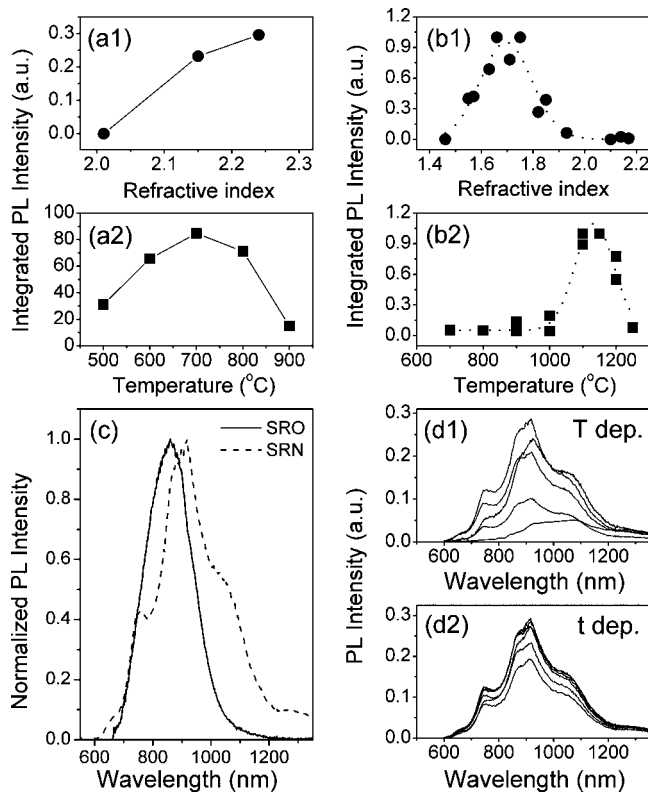 (a1)
0.3
0.2
0.1
0.0
2.0 2.1 2.2 2.3
Refractive index
(b1)
1.2
0.9
0.6
0.3
0.0
1.4 1.6 1.8 2.0 2.2
Refractive index
Integrated PL Intensity (a.u.)
Integrated PL Intensity (a.u.)
(a2)
100
80
60
40
20
0
500 600 700 800 900
Temperature (°C)
(b2)
1.2
0.9
0.6
0.3
0.0
600 800 1000 1200
Temperature (°C)
(c)
SRO
SRN
1.0
0.8
0.6
0.4
0.2
0.0
600 800 1000 1200
Wavelength (nm)
Normalized PL Intensity
(d1)
T dep.
0.3
0.2
0.1
0.0
600 800 1000 1200
Wavelength (nm)
PL Intensity (a.u.)
(d2)
t dep.
0.3
0.2
0.1
0.0
600 800 1000 1200
Wavelength (nm)